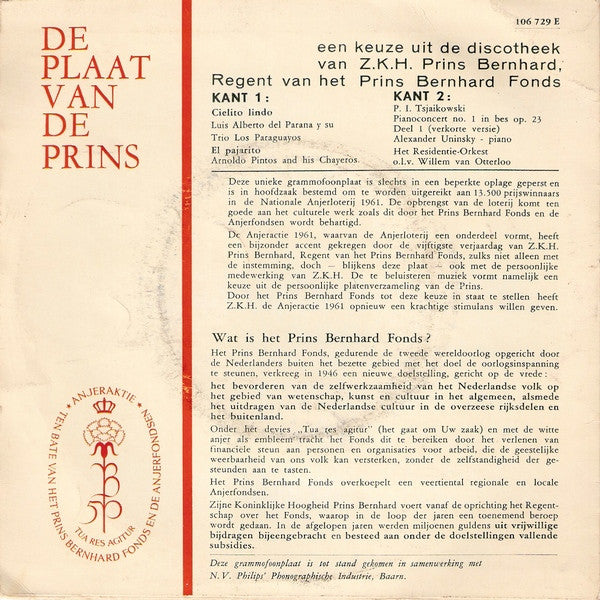 106 729 E
DE
PLAAT
VAN
DE
PRINS
een keuze uit de discotheek
van Z.K.H. Prins Bernhard,
Regent van het Prins Bernhard Fonds
KANT 1:
Cielito lindo
Luis Alberto del Parana y su
Trio Los Paraguayos
El pajarito
Arnoldo Pintos and his Chayeros.
KANT 2:
P. I. Tsjaikowski
Pianoconcert no. 1 in bes op. 23
Deel 1 (verkorte versie)
Alexander Uninsky - piano
Het Residentie-Orkest
o.l.v. Willem van Otterloo
Deze unieke grammofoonplaat is slechts in een beperkte oplage geperst en
is in hoofdzaak bestemd om te worden uitgereikt aan 13.500 prijswinnaars
in de Nationale Anjerloterij 1961. De opbrengst van de loterij komt ten
goede aan het culturele werk zoals dit door het Prins Bernhard Fonds en de
Anjerfondsen wordt behartigd.
De Anjeractie 1961, waarvan de Anjerloterij een onderdeel vormt, heeft
een bijzonder accent gekregen door de vijftigste verjaardag van Z.K.H.
Prins Bernhard, Regent van het Prins Bernhard Fonds, zulks niet alleen met
de instemming, doch – blijkens deze plaat – ook met de persoonlijke
medewerking van Z.K.H. De te beluisteren muziek vormt namelijk een
keuze uit de persoonlijke platenverzameling van de Prins.
Door het Prins Bernhard Fonds tot deze keuze in staat te stellen heeft
Z.K.H. de Anjeractie 1961 opnieuw een krachtige stimulans willen geven.
Wat is het Prins Bernhard Fonds?
Het Prins Bernhard Fonds, gedurende de tweede wereldoorlog opgericht door
de Nederlanders buiten het bezette gebied met het doel de oorlogsinspanning
te steunen, verkreeg in 1946 een nieuwe doelstelling, gericht op de vrede:
het bevorderen van de zelfwerkzaamheid van het Nederlandse volk op
het gebied van wetenschap, kunst en cultuur in het algemeen, alsmede
het uitdragen van de Nederlandse cultuur in de overzeese rijksdelen en
het buitenland.
Onder het devies „Tua res agitur" (het gaat om Uw zaak) en met de witte
anjer als embleem tracht het Fonds dit te bereiken door het verlenen van
financiele steun aan personen en organisaties voor arbeid, die de geestelijke
weerbaarheid van ons volk kan versterken, zonder de zelfstandigheid der ge-
steunden aan te tasten.
Het Prins Bernhard Fonds overkoepelt een veertiental regionale en locale
Anjerfondsen.
Zijne Koninklijke Hoogheid Prins Bernhard voert vanaf de oprichting het Regent-
schap over het Fonds, waarop in de loop der jaren een toenemend beroep
wordt gedaan. In de afgelopen jaren werden miljoenen guldens uit vrijwillige
bijdragen bijeengebracht en besteed aan onder de doelstellingen vallende
subsidies.
Deze grammofoonplaat is tot stand gekomen in samenwerking met
N.V. Philips' Phonographische Industrie, Baarn.
ANJERAKTIE
TEN BATE VAN HET PRINS BERNHARD FONDS EN DE ANJERFONDSEN
TUA RES AGITUR